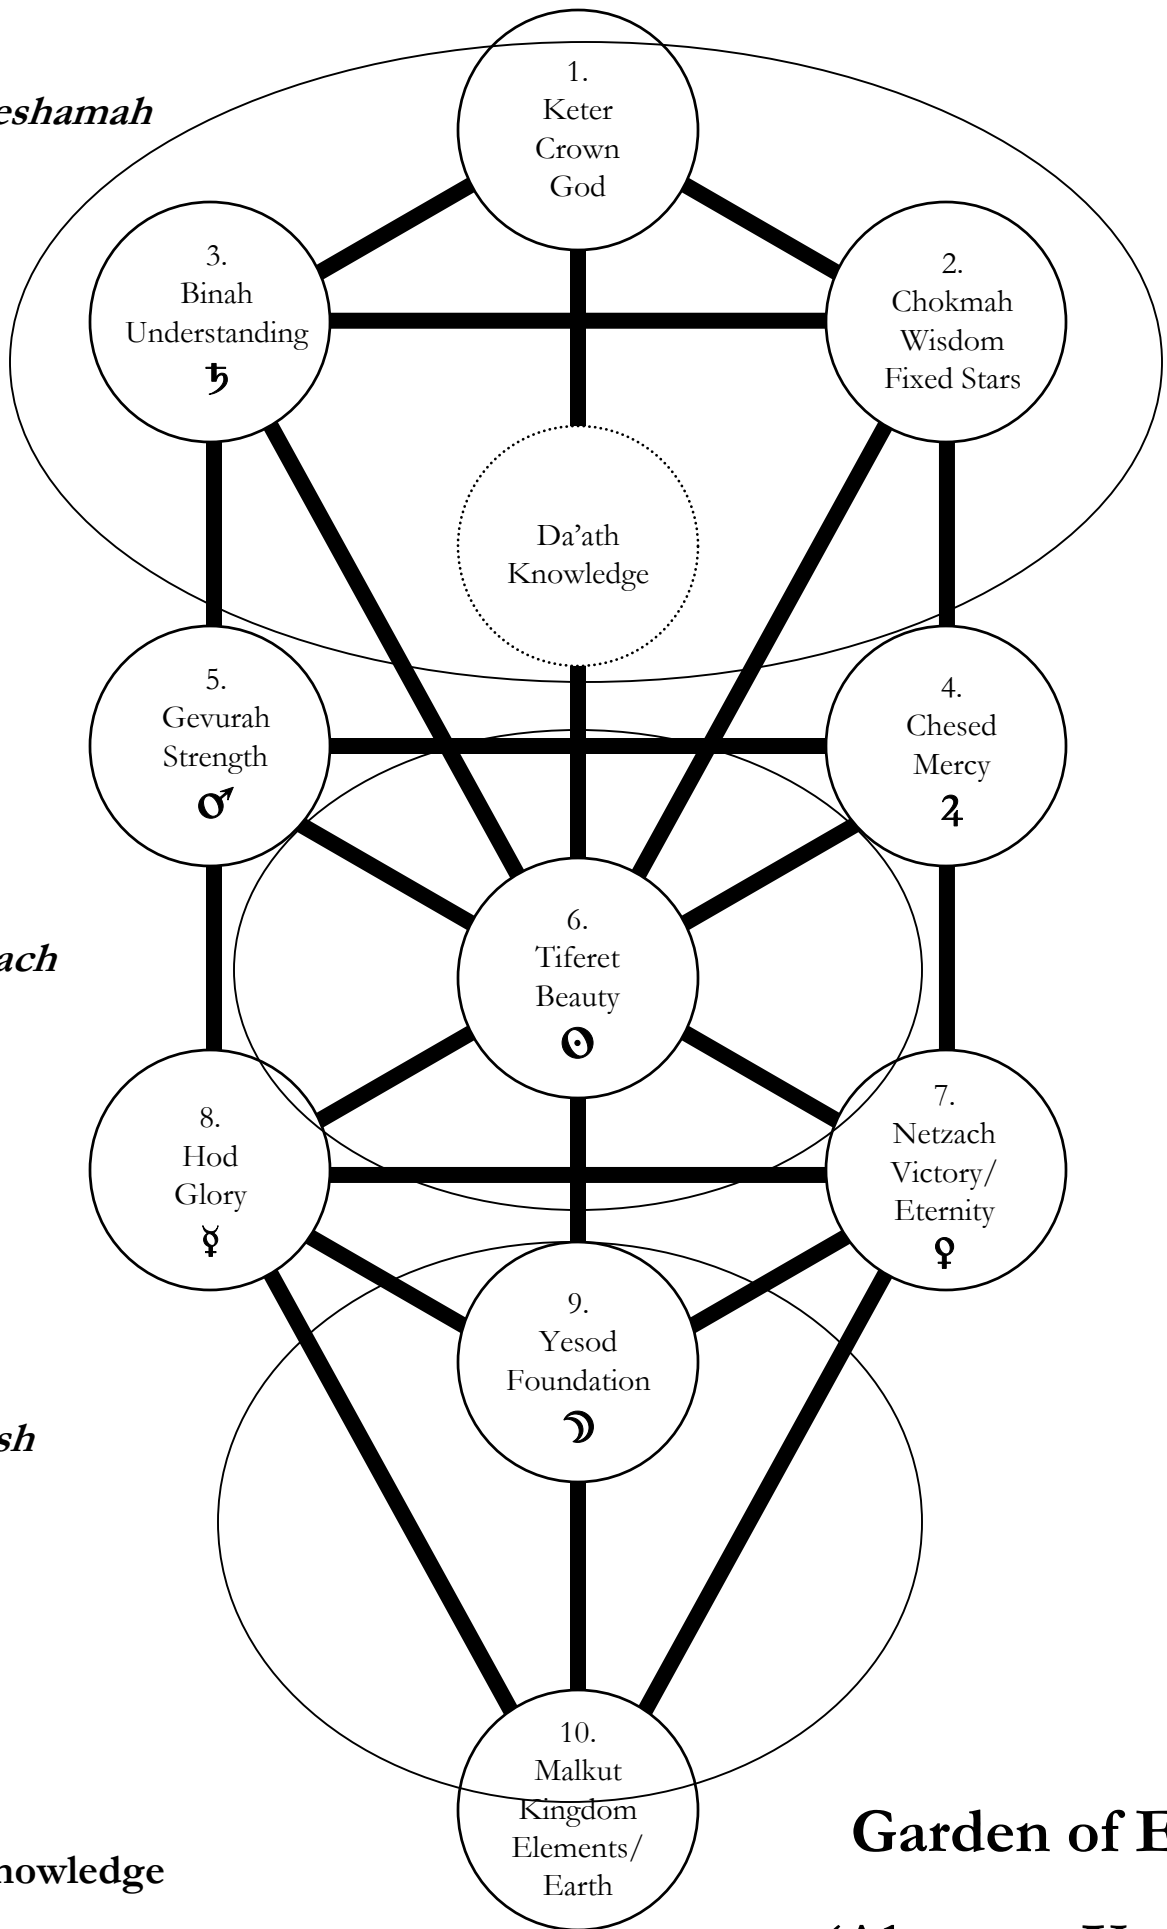 eshamah
1.
Keter
Crown
God
3.
Binah
Understanding
♄
2.
Chokmah
Wisdom
Fixed Stars
Da’ath
Knowledge
5.
Gevurah
Strength
♂
4.
Chesed
Mercy
♃
ach
6.
Tiferet
Beauty
☉
8.
Hod
Glory
☿
7.
Netzach
Victory/
Eternity
♀
9.
Yesod
Foundation
☽
sh
10.
Malkut
Kingdom
Elements/
Earth
Garden of E
nowledge